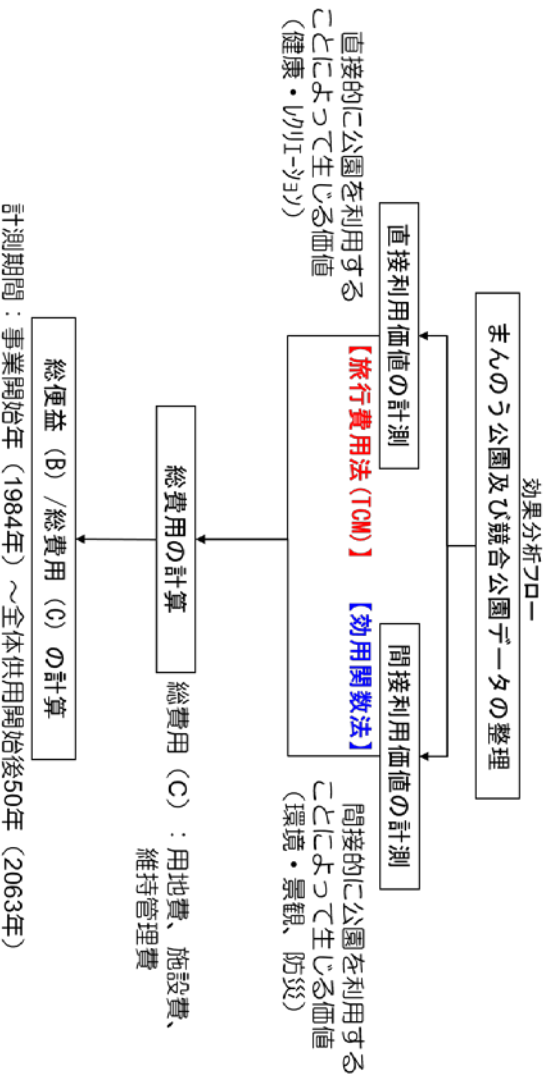 効果分析フロー
まんのう公園及び競合公園データの整理
直接利用価値の計測
間接利用価値の計測
直接的に公園を利用する
ことによって生じる価値
（健康・ﾚｸﾘｴｰｼｮﾝ）
【旅行費用法(TCM)】
【効用関数法】
間接的に公園を利用する
ことによって生じる価値
（環境・景観、防災）
総費用の計算
総費用（C）：用地費、施設費、
維持管理費
総便益（B）/総費用（C）の計算
計測期間：事業開始年（1984年）～全体供用開始後50年（2063年）